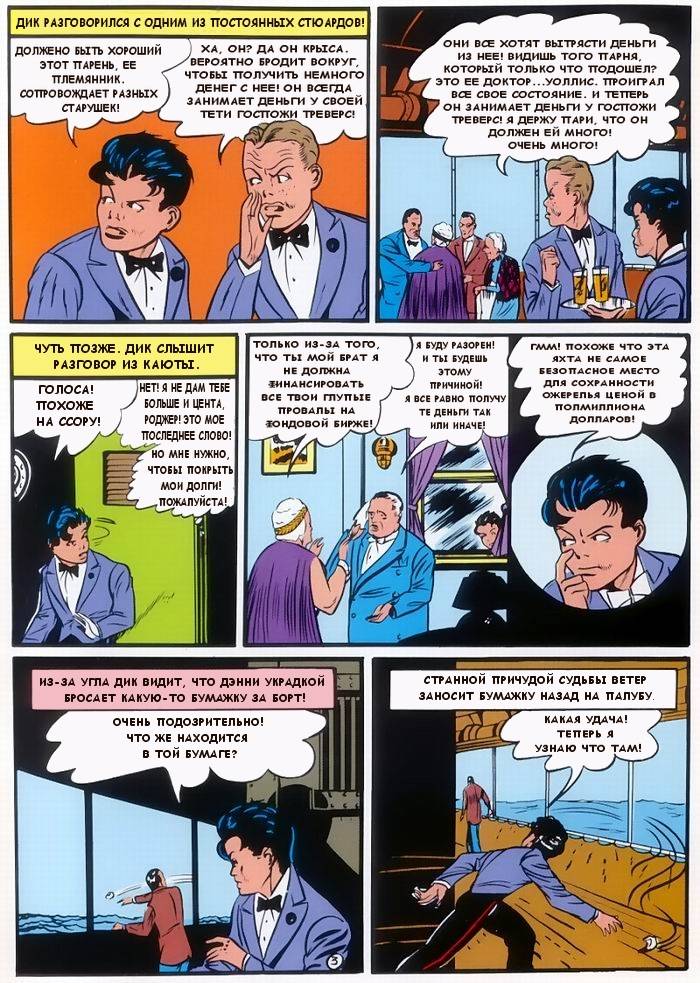 ДИК РАЗГОВОРИЛСЯ С ОДНИМ ИЗ ПОСТОЯННЫХ СТЮАРДОВ!
ДОЛЖЕНО БЫТЬ ХОРОШИЙ
ЭТОТ ПАРЕНЬ, ЕЕ
ПЛЕМЯННИК.
СОПРОВОЖДАЕТ РАЗНЫХ
СТАРУШЕК!
ХА, ОН? ДА ОН КРЫСА.
ВЕРОЯТНО БРОДИТ ВОКРУГ,
ЧТОБЫ ПОЛУЧИТЬ НЕМНОГО
ДЕНЕГ С НЕЕ! ОН ВСЕГДА
ЗАНИМАЕТ ДЕНЬГИ У СВОЕЙ
ТЕТИ ГОСПОЖИ ТРЕВЕРС!
ОНИ ВСЕ ХОТЯТ ВЫТРЯСТИ ДЕНЬГИ
ИЗ НЕЕ! ВИДИШЬ ТОГО ПАРНЯ,
КОТОРЫЙ ТОЛЬКО ЧТО ПОДОШЕЛ?
ЭТО ЕЕ ДОКТОР...УОЛЛИС. ПРОИГРАЛ
ВСЕ СВОЕ СОСТОЯНИЕ. И ТЕПЕРЬ
ОН ЗАНИМАЕТ ДЕНЬГИ У ГОСПОЖИ
ТРЕВЕРС! Я ДЕРЖУ ПАРИ, ЧТО ОН
ДОЛЖЕН ЕЙ МНОГО!
ОЧЕНЬ МНОГО!
ЧУТЬ ПОЗЖЕ. ДИК СЛЫШИТ
РАЗГОВОР ИЗ КАЮТЫ.
ГОЛОСА!
ПОХОЖЕ
НА ССОРУ!
НЕТ! Я НЕ ДАМ ТЕБЕ
БОЛЬШЕ И ЦЕНТА,
РОДЖЕР! ЭТО МОЕ
ПОСЛЕДНЕЕ СЛОВО!
НО МНЕ НУЖНО,
ЧТОБЫ ПОКРЫТЬ
МОИ ДОЛГИ!
ПОЖАЛУЙСТА!
ТОЛЬКО ИЗ-ЗА ТОГО,
ЧТО ТЫ МОЙ БРАТ Я
НЕ ДОЛЖНА
ФИНАНСИРОВАТЬ
ВСЕ ТВОИ ГЛУПЫЕ
ПРОВАЛЫ НА
ФОНДОВОЙ БИРЖЕ!
Я БУДУ РАЗОРЕН!
И ТЫ БУДЕШЬ
ЭТОМУ
ПРИЧИНОЙ!
Я ВСЕ РАВНО ПОЛУЧУ
ТЕ ДЕНЬГИ ТАК
ИЛИ ИНАЧЕ!
ГММ! ПОХОЖЕ ЧТО ЭТА
ЯХТА НЕ САМОЕ
БЕЗОПАСНОЕ МЕСТО
ДЛЯ СОХРАННОСТИ
ОЖЕРЕЛЬЯ ЦЕНОЙ В
ПОЛМИЛЛИОНА
ДОЛЛАРОВ!
ИЗ-ЗА УГЛА ДИК ВИДИТ, ЧТО ДЭННИ УКРАДКОЙ
БРОСАЕТ КАКУЮ-ТО БУМАЖКУ ЗА БОРТ!
ОЧЕНЬ ПОДОЗРИТЕЛЬНО!
ЧТО ЖЕ НАХОДИТСЯ
В ТОЙ БУМАГЕ?
3
СТРАННОЙ ПРИЧУДОЙ СУДЬБЫ ВЕТЕР
ЗАНОСИТ БУМАЖКУ НАЗАД НА ПАЛУБУ.
КАКАЯ УДАЧА!
ТЕПЕРЬ Я
УЗНАЮ ЧТО ТАМ!